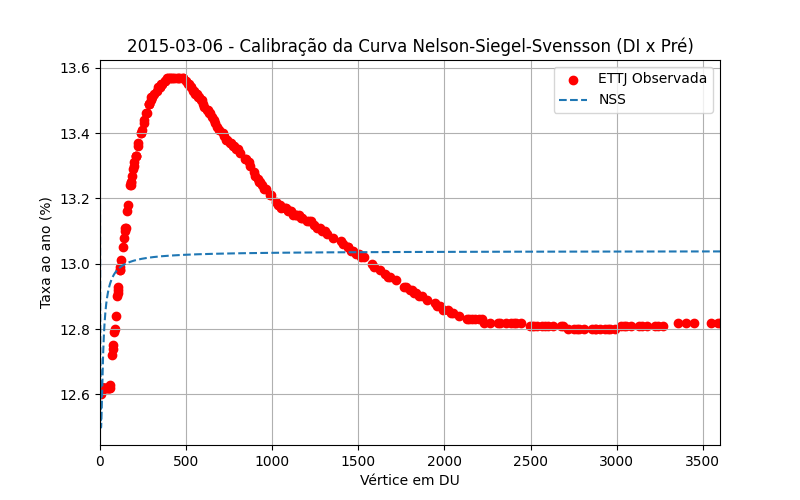 2015-03-06 - Calibração da Curva Nelson-Siegel-Svensson (DI x Pré)
ETTJ Observada
NSS
Taxa ao ano (%)
13.6
13.4
13.2
13.0
12.8
12.6
0 500 1000 1500 2000 2500 3000 3500
Vértice em DU